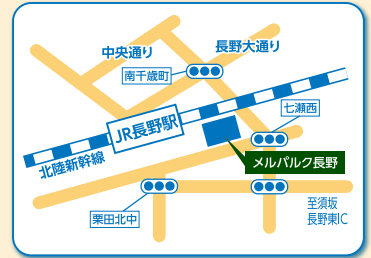 中央通り
長野大通り
南千歳町
七瀬西
JR長野駅
メルパルク長野
北陸新幹線
栗田北中
至須坂
長野東IC